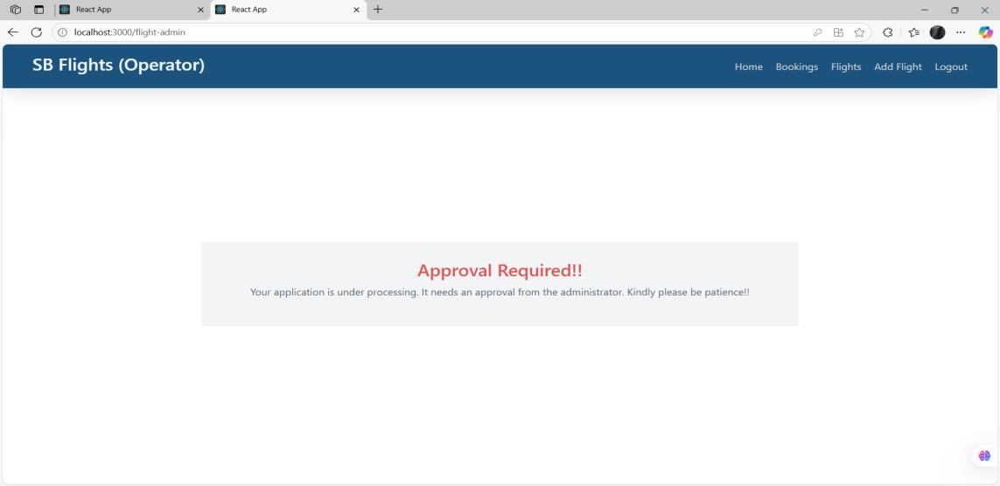 React App
React App
localhost:3000/flight-admin
SB Flights (Operator)
Home Bookings Flights Add Flight Logout
Approval Required!!
Your application is under processing. It needs an approval from the administrator. Kindly please be patience!!